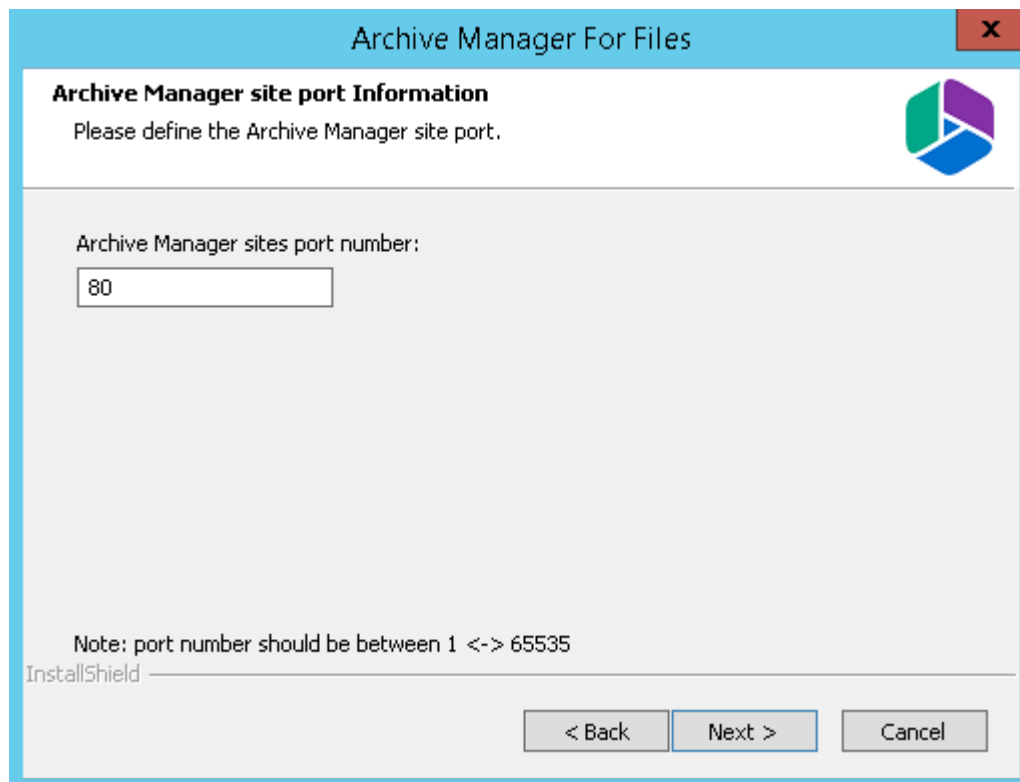 Archive Manager For Files
x
Archive Manager site port Information
Please define the Archive Manager site port.
Archive Manager sites port number:
80
Note: port number should be between 1 <-> 65535
InstallShield
< Back Next > Cancel